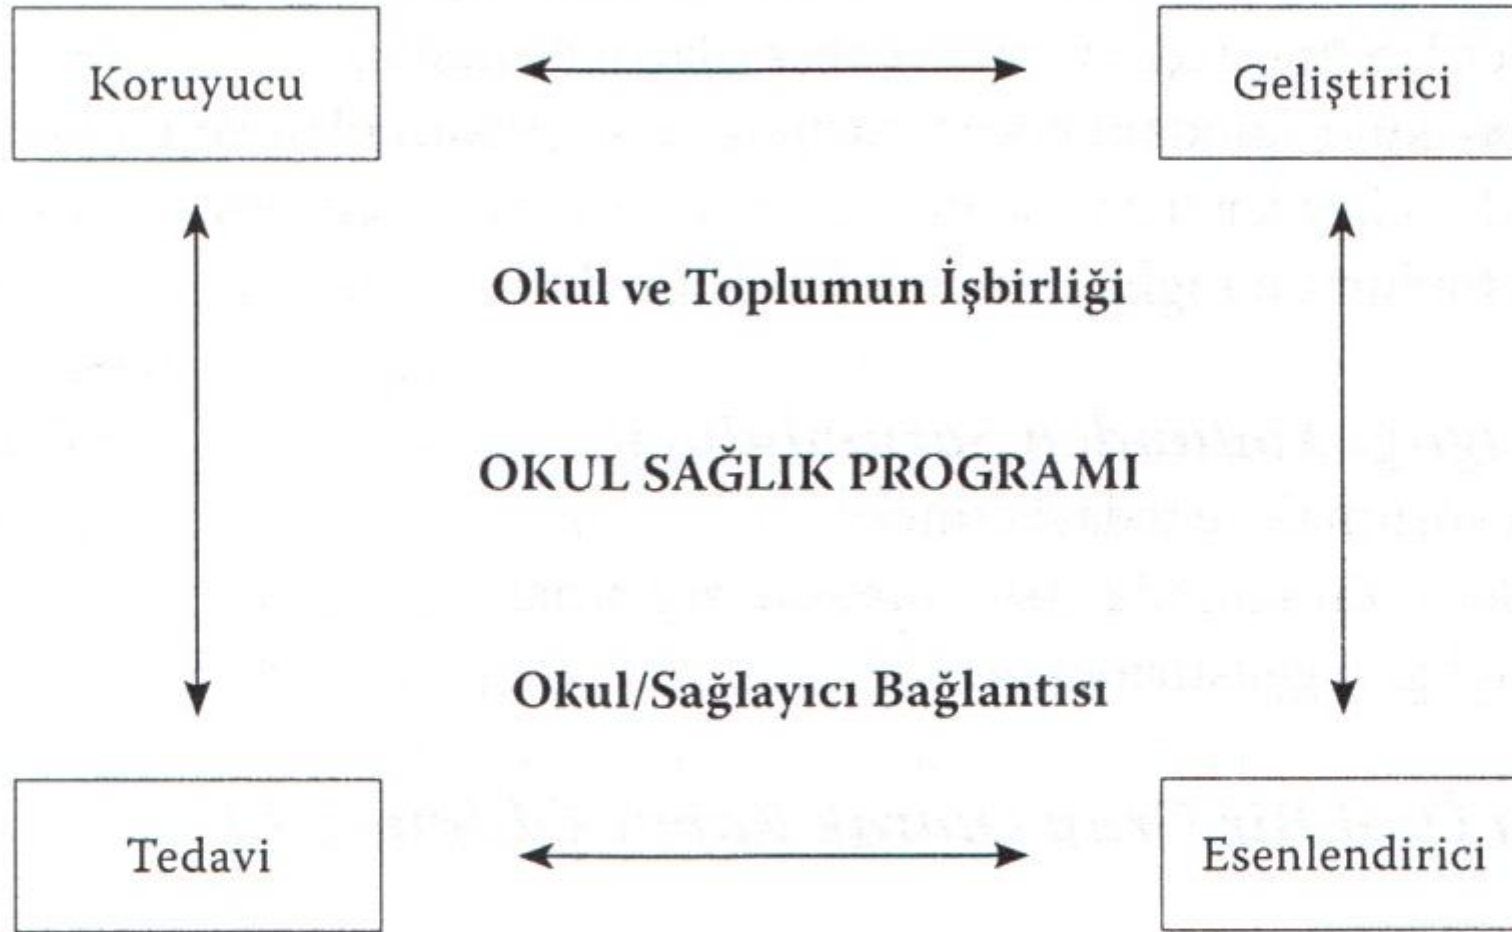 Koruyucu
Geliştirici
Okul ve Toplumun İşbirliği
OKUL SAĞLIK PROGRAMI
Okul/Sağlayıcı Bağlantısı
Tedavi
Esenlendirici